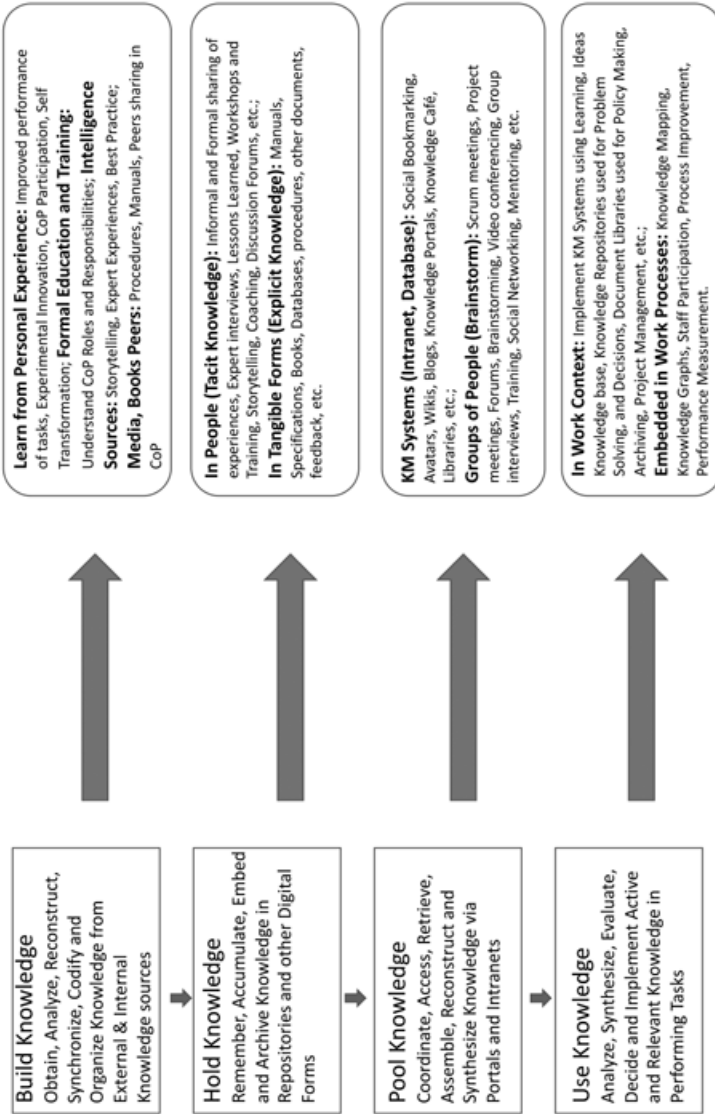 Build Knowledge
Obtain, Analyze, Reconstruct,
Synchronize, Codify and
Organize Knowledge from
External & Internal
Knowledge sources
Learn from Personal Experience: Improved performance
of tasks, Experimental Innovation, CoP Participation, Self
Transformation; Formal Education and Training:
Understand CoP Roles and Responsibilities; Intelligence
Sources: Storytelling, Expert Experiences, Best Practice;
Media, Books Peers: Procedures, Manuals, Peers sharing in
CoP
Hold Knowledge
Remember, Accumulate, Embed
and Archive Knowledge in
Repositories and other Digital
Forms
In People (Tacit Knowledge): Informal and Formal sharing of
experiences, Expert interviews, Lessons Learned, Workshops and
Training, Storytelling, Coaching, Discussion Forums, etc.;
In Tangible Forms (Explicit Knowledge): Manuals,
Specifications, Books, Databases, procedures, other documents,
feedback, etc.
Pool Knowledge
Coordinate, Access, Retrieve,
Assemble, Reconstruct and
Synthesize Knowledge via
Portals and Intranets
KM Systems (Intranet, Database): Social Bookmarking,
Avatars, Wikis, Blogs, Knowledge Portals, Knowledge Café,
Libraries, etc.;
Groups of People (Brainstorm): Scrum meetings, Project
meetings, Forums, Brainstorming, Video conferencing, Group
interviews, Training, Social Networking, Mentoring, etc.
Use Knowledge
Analyze, Synthesize, Evaluate,
Decide and Implement Active
and Relevant Knowledge in
Performing Tasks
In Work Context: Implement KM Systems using Learning, Ideas
Knowledge base, Knowledge Repositories used for Problem
Solving, and Decisions, Document Libraries used for Policy Making,
Archiving, Project Management, etc.;
Embedded in Work Processes: Knowledge Mapping,
Knowledge Graphs, Staff Participation, Process Improvement,
Performance Measurement.